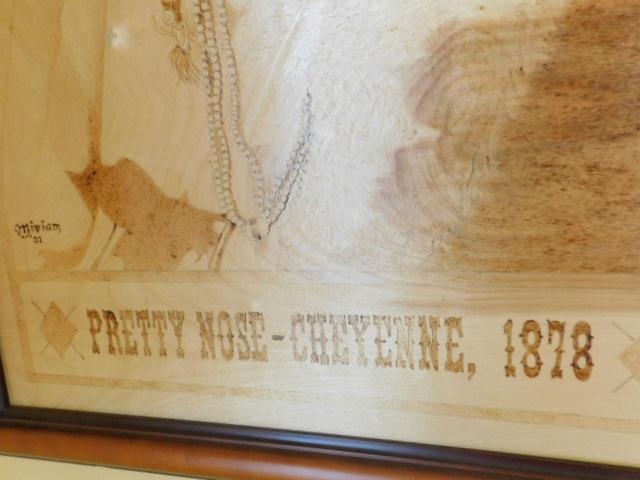 Miriam
02
PRETTY NOSE-CHEYENNE, 1878